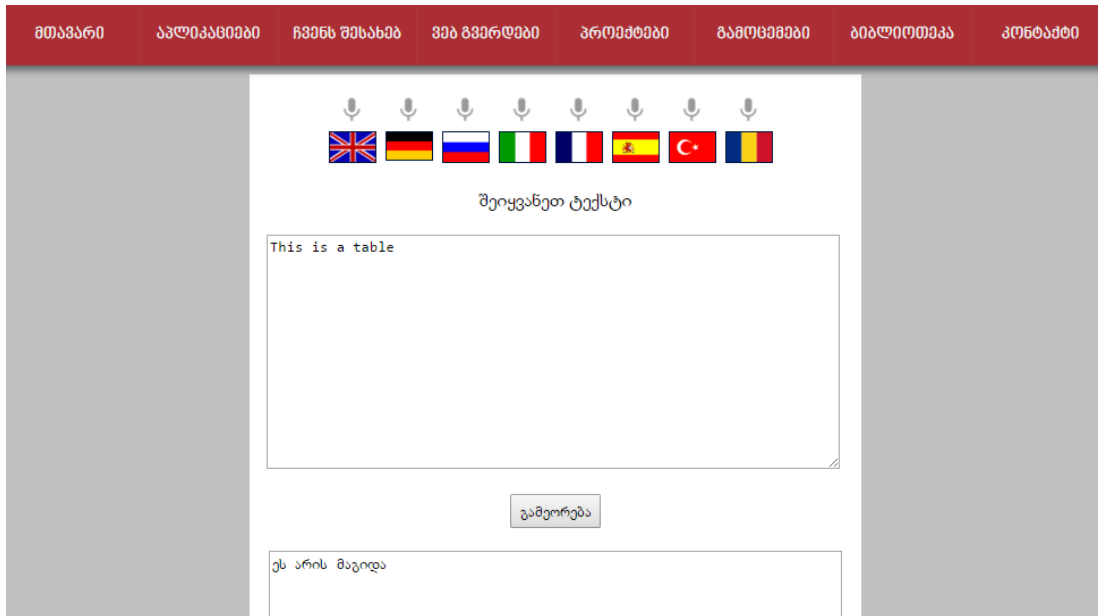 მთავარი აპლიკაციები ჩვენს შესახებ ვებ გვერდები პროექტები გამოცემები ბიბლიოთეკა კონტაქტი
შეიყვანეთ ტექსტი
This is a table
გამეორება
ეს არის მაგიდა